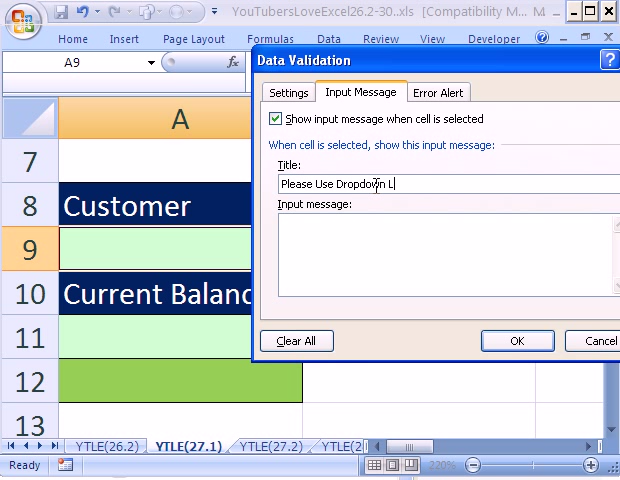 YouTubersLoveExcel26.2-30..xls [Compatibility M... M
Home Insert Page Layout Formulas Data Review View Developer
A9 fx
Data Validation
Settings Input Message Error Alert
Show input message when cell is selected
When cell is selected, show this input message:
Title:
Please Use Dropdown L
Input message:
Clear All OK Cancel
A
7
8 Customer
9
10 Current Balanc
11
12
13
YTLE(26.2) YTLE(27.1) YTLE(27.2) YTLE(2
Ready 220%